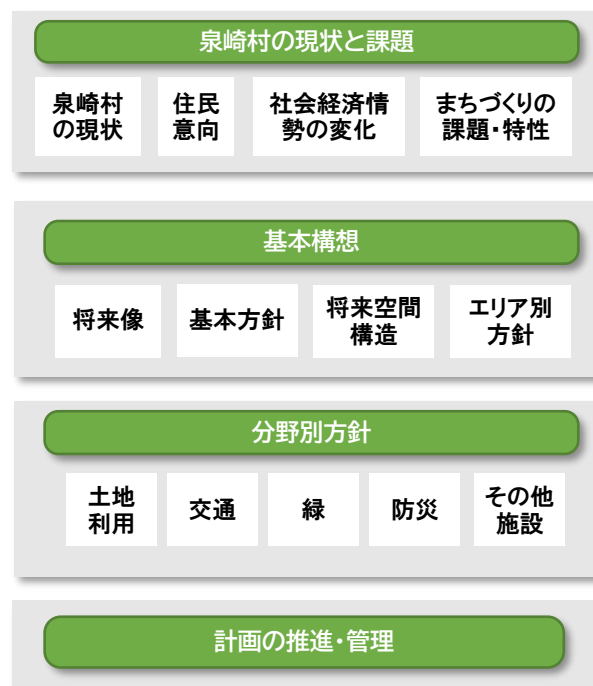 泉崎村の現状と課題
泉崎村
の現状
住民
意向
社会経済情
勢の変化
まちづくりの
課題・特性
基本構想
将来像
基本方針
将来空間
構造
エリア別
方針
分野別方針
土地
利用
交通
緑
防災
その他
施設
計画の推進・管理